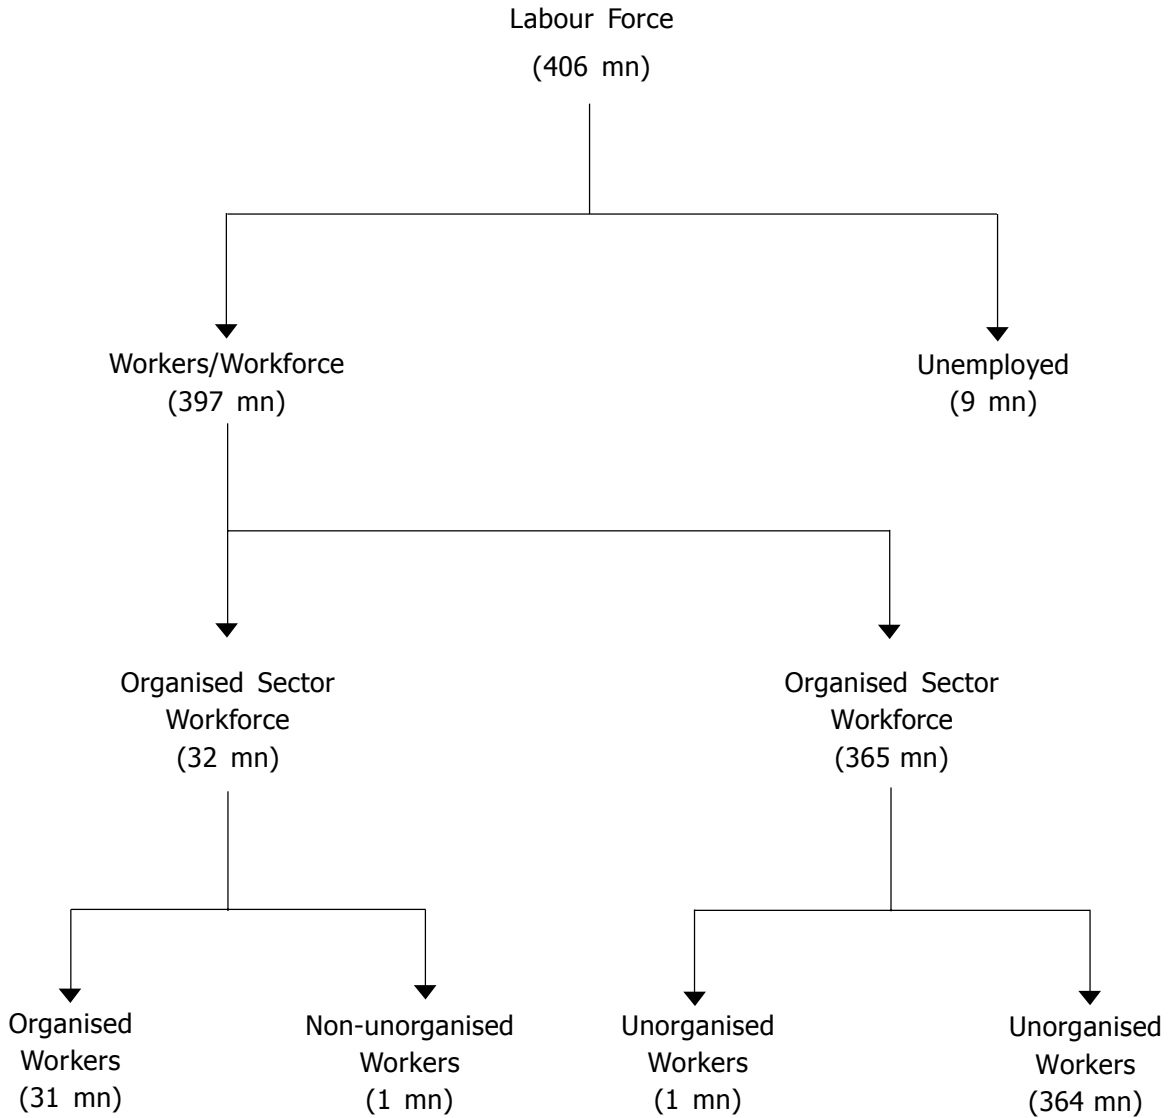 Labour Force
(406 mn)
Workers/Workforce
(397 mn)
Unemployed
(9 mn)
Organised Sector
Workforce
(32 mn)
Organised Sector
Workforce
(365 mn)
Organised
Workers
(31 mn)
Non-unorganised
Workers
(1 mn)
Unorganised
Workers
(1 mn)
Unorganised
Workers
(364 mn)